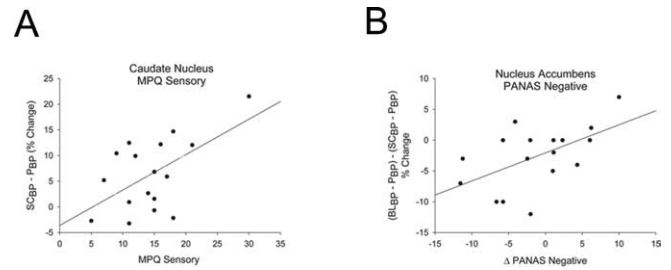 A
Caudate Nucleus
MPQ Sensory
SCBP - PBP (% Change)
25
20
15
10
5
0
-5
0
5
10
15
20
25
30
35
MPQ Sensory
B
Nucleus Accumbens
PANAS Negative
(BLBP - PBP) - (SCBP - PBP)
% Change
10
5
0
-5
-10
-15
-15
-10
-5
0
5
10
15
Δ PANAS Negative